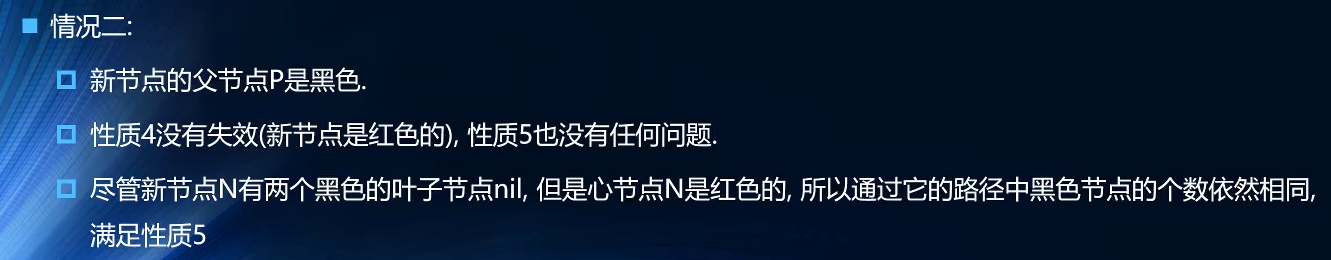 情况二:
新节点的父节点P是黑色.
性质4没有失效(新节点是红色的), 性质5也没有任何问题.
尽管新节点N有两个黑色的叶子节点nil, 但是心节点N是红色的, 所以通过它的路径中黑色节点的个数依然相同,
满足性质5